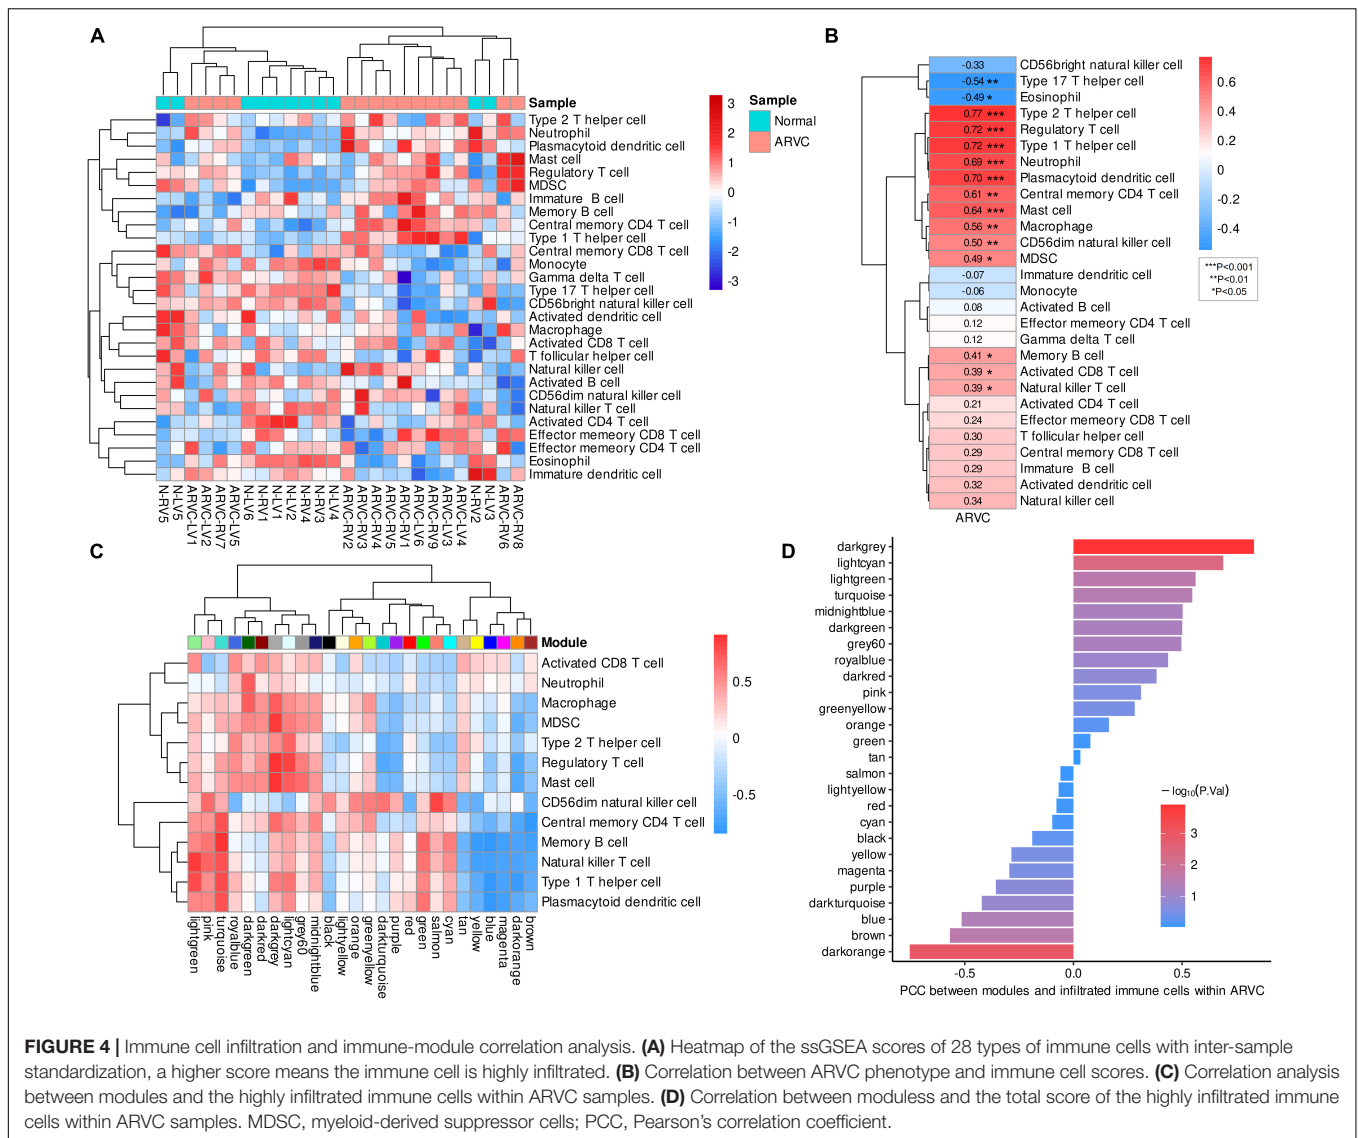 A
Sample
Type 2 T helper cell
Neutrophil
Plasmacytoid dendritic cell
Mast cell
Regulatory T cell
MDSC
Immature  B cell
Memory B cell
Central memory CD4 T cell
Type 1 T helper cell
Central memory CD8 T cell
Monocyte
Gamma delta T cell
Type 17 T helper cell
CD56bright natural killer cell
Activated dendritic cell
Macrophage
Activated CD8 T cell
T follicular helper cell
Natural killer cell
Activated B cell
CD56dim natural killer cell
Natural killer T cell
Activated CD4 T cell
Effector memeory CD8 T cell
Effector memeory CD4 T cell
Eosinophil
Immature dendritic cell
N-RV5
N-LV5
ARVC-LV1
ARVC-LV2
ARVC-RV7
ARVC-LV5
N-LV6
N-RV1
N-LV1
N-LV2
N-RV4
N-RV3
N-LV4
ARVC-RV2
ARVC-RV3
ARVC-RV4
ARVC-RV5
ARVC-RV1
ARVC-LV6
ARVC-RV9
ARVC-LV3
ARVC-LV4
N-RV2
N-LV3
ARVC-RV6
ARVC-RV8
3
2
1
0
-1
-2
-3
Sample
Normal
ARVC
B
-0.33 CD56bright natural killer cell
-0.54 ** Type 17 T helper cell
-0.49 * Eosinophil
0.77 *** Type 2 T helper cell
0.72 *** Regulatory T cell
0.72 *** Type 1 T helper cell
0.69 *** Neutrophil
0.70 *** Plasmacytoid dendritic cell
0.61 ** Central memory CD4 T cell
0.64 *** Mast cell
0.56 ** Macrophage
0.50 ** CD56dim natural killer cell
0.49 * MDSC
-0.07 Immature dendritic cell
-0.06 Monocyte
0.08 Activated B cell
0.12 Effector memeory CD4 T cell
0.12 Gamma delta T cell
0.41 * Memory B cell
0.39 * Activated CD8 T cell
0.39 * Natural killer T cell
0.21 Activated CD4 T cell
0.24 Effector memeory CD8 T cell
0.30 T follicular helper cell
0.29 Central memory CD8 T cell
0.29 Immature  B cell
0.32 Activated dendritic cell
0.34 Natural killer cell
ARVC
0.6
0.4
0.2
0
-0.2
-0.4
***P<0.001
**P<0.01
*P<0.05
C
Module
Activated CD8 T cell
Neutrophil
Macrophage
MDSC
Type 2 T helper cell
Regulatory T cell
Mast cell
CD56dim natural killer cell
Central memory CD4 T cell
Memory B cell
Natural killer T cell
Type 1 T helper cell
Plasmacytoid dendritic cell
lightgreen
pink
turquoise
royalblue
darkgreen
darkred
darkgrey
lightcyan
grey60
midnightblue
black
lightyellow
orange
greenyellow
darkturquoise
purple
red
green
salmon
cyan
tan
yellow
blue
magenta
darkorange
brown
0.5
0
-0.5
D
darkgrey
lightcyan
lightgreen
turquoise
midnightblue
darkgreen
grey60
royalblue
darkred
pink
greenyellow
orange
green
tan
salmon
lightyellow
red
cyan
black
yellow
magenta
purple
darkturquoise
blue
brown
darkorange
-0.5 0.0 0.5
PCC between modules and infiltrated immune cells within ARVC
－log₁₀(P.Val)
3
2
1
FIGURE 4 | Immune cell infiltration and immune-module correlation analysis. (A) Heatmap of the ssGSEA scores of 28 types of immune cells with inter-sample
standardization, a higher score means the immune cell is highly infiltrated. (B) Correlation between ARVC phenotype and immune cell scores. (C) Correlation analysis
between modules and the highly infiltrated immune cells within ARVC samples. (D) Correlation between moduless and the total score of the highly infiltrated immune
cells within ARVC samples. MDSC, myeloid-derived suppressor cells; PCC, Pearson's correlation coefficient.